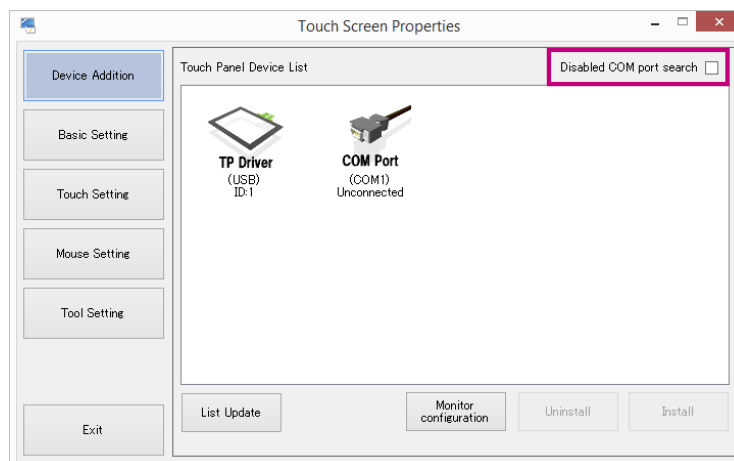 Touch Screen Properties
Device Addition
Basic Setting
Touch Setting
Mouse Setting
Tool Setting
Exit
Touch Panel Device List
Disabled COM port search
TP Driver
(USB)
ID:1
COM Port
(COM1)
Unconnected
List Update
Monitor
configuration
Uninstall
Install